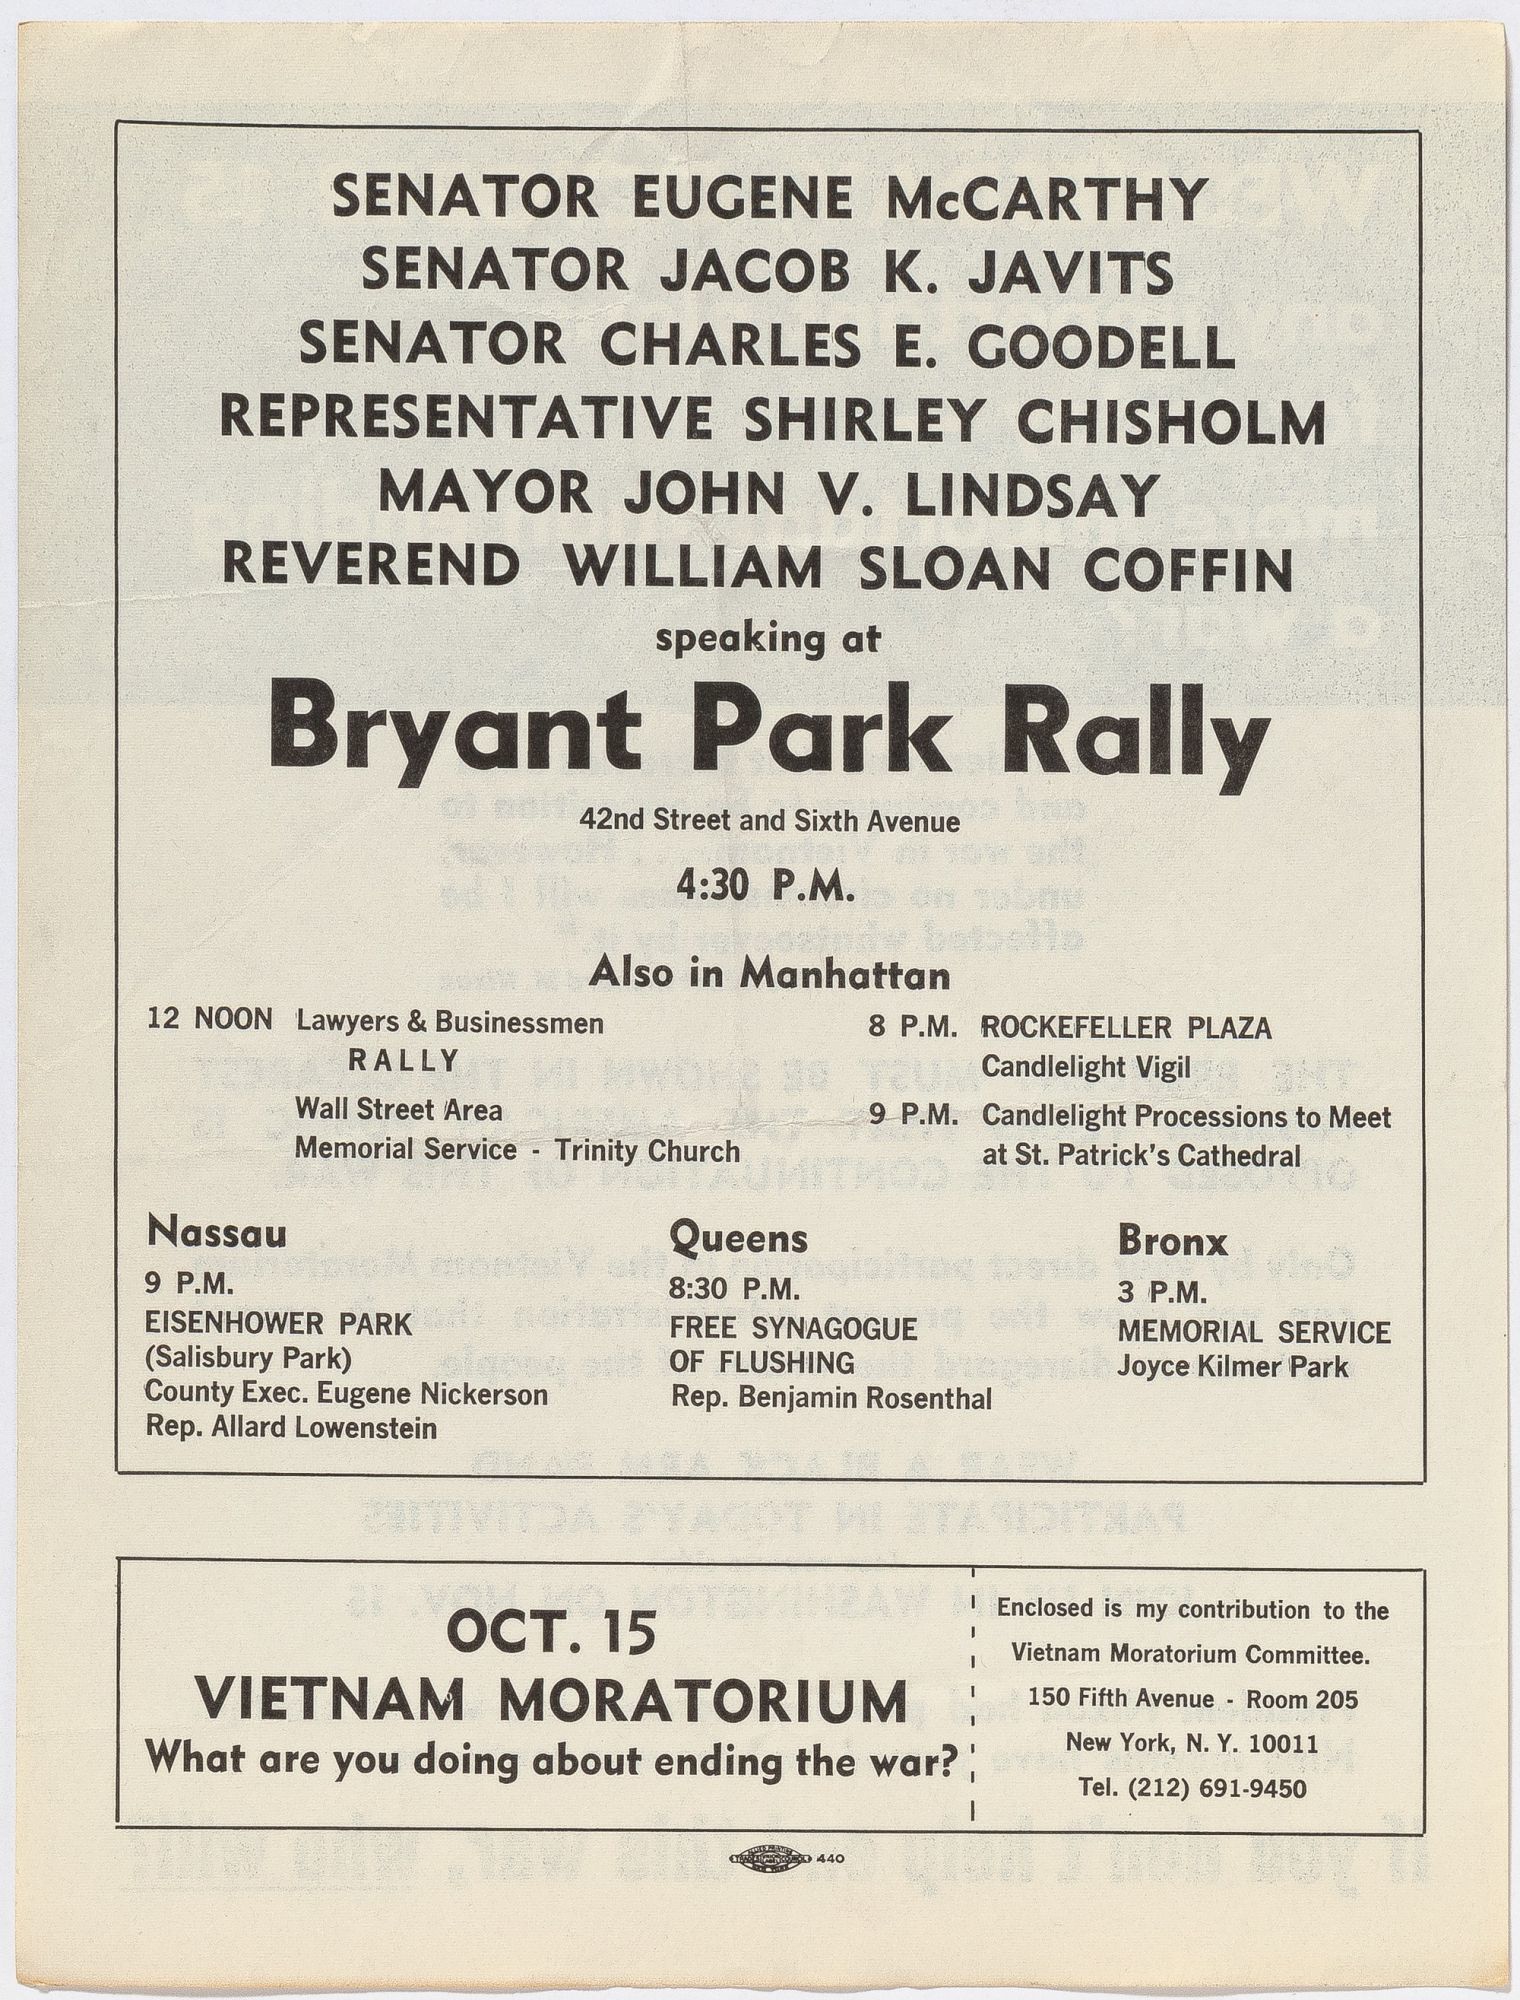 SENATOR EUGENE McCARTHY
SENATOR JACOB K. JAVITS
SENATOR CHARLES E. GOODELL
REPRESENTATIVE SHIRLEY CHISHOLM
MAYOR JOHN V. LINDSAY
REVEREND WILLIAM SLOAN COFFIN
speaking at
Bryant Park Rally
42nd Street and Sixth Avenue
4:30 P.M.
Also in Manhattan
12 NOON Lawyers & Businessmen
RALLY
Wall Street Area
Memorial Service - Trinity Church
8 P.M. ROCKEFELLER PLAZA
Candlelight Vigil
9 P.M. Candlelight Processions to Meet
at St. Patrick's Cathedral
Nassau
9 P.M.
EISENHOWER PARK
(Salisbury Park)
County Exec. Eugene Nickerson
Rep. Allard Lowenstein
Queens
8:30 P.M.
FREE SYNAGOGUE
OF FLUSHING
Rep. Benjamin Rosenthal
Bronx
3 P.M.
MEMORIAL SERVICE
Joyce Kilmer Park
OCT. 15
VIETNAM MORATORIUM
What are you doing about ending the war?
Enclosed is my contribution to the
Vietnam Moratorium Committee.
150 Fifth Avenue - Room 205
New York, N. Y. 10011
Tel. (212) 691-9450
440